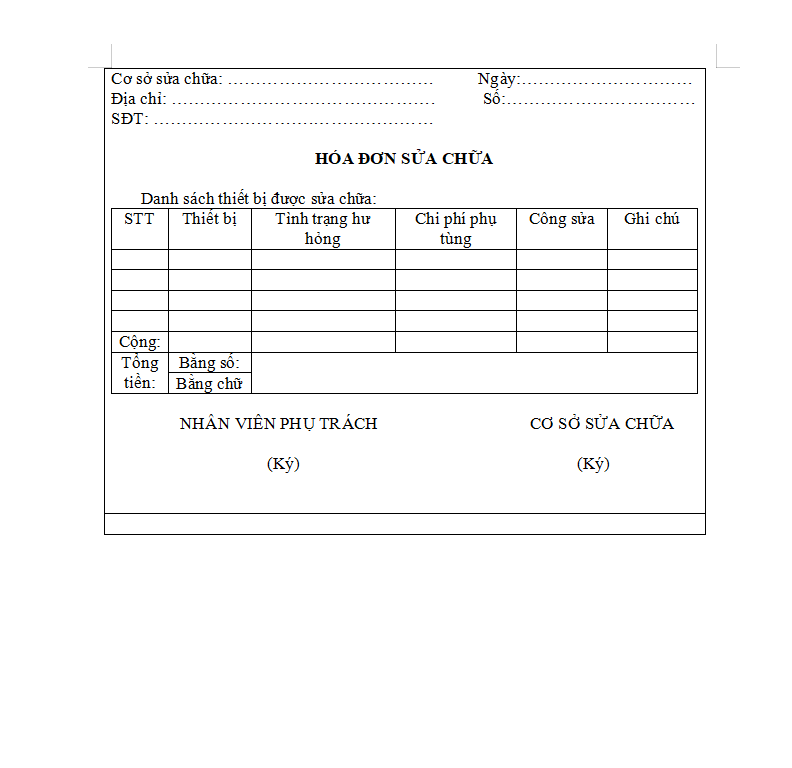 Cơ sở sửa chữa: ………………………………. Ngày:…………………………
Địa chỉ: ……………………………………… Số:……………………………
SĐT: ………………………………………….
HÓA ĐƠN SỬA CHỮA
Danh sách thiết bị được sửa chữa:
STT Thiết bị Tình trạng hư Chi phí phụ Công sửa Ghi chú
hỏng tùng
Cộng:
Tổng Bằng số:
tiền: Bằng chữ
NHÂN VIÊN PHỤ TRÁCH CƠ SỞ SỬA CHỮA
(Ký) (Ký)